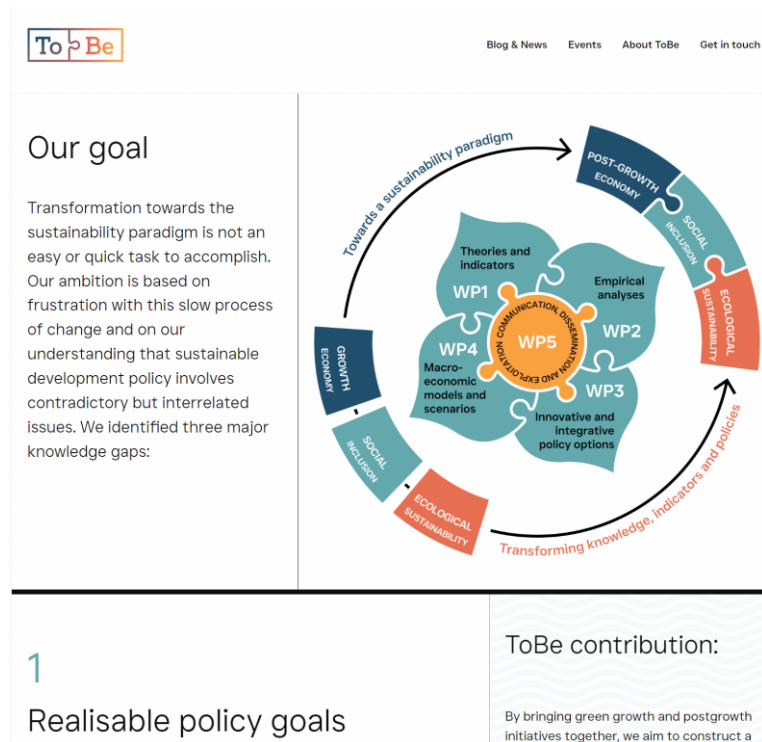 To Be
Blog & News
Events
About ToBe
Get in touch
Our goal
Transformation towards the
sustainability paradigm is not an
easy or quick task to accomplish.
Our ambition is based on
frustration with this slow process
of change and on our
understanding that sustainable
development policy involves
contradictory but interrelated
issues. We identified three major
knowledge gaps:
Towards a sustainability paradigm
POST-GROWTH
ECONOMY
SOCIAL
INCLUSION
ECOLOGICAL
SUSTAINABILITY
Theories and
indicators
WP1
Empirical
analyses
WP2
COMMUNICATION, DISSEMINATION AND EXPLOITATION
WP5
WP4
Macro-
economic
models and
scenarios
WP3
Innovative and
integrative
policy options
GROWTH
ECONOMY
SOCIAL
INCLUSION
ECOLOGICAL
SUSTAINABILITY
Transforming knowledge, indicators and policies
1
Realisable policy goals
ToBe contribution:
By bringing green growth and postgrowth
initiatives together, we aim to construct a